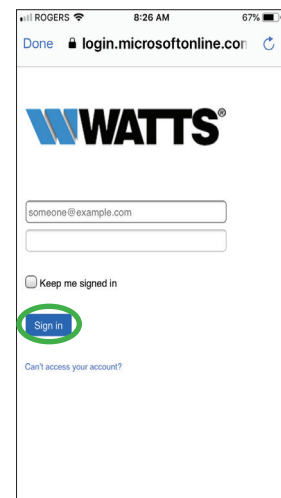 ROGERS 8:26 AM 67%
Done login.microsoftonline.con
WATTS®
someone@example.com
Keep me signed in
Sign in
Can't access your account?